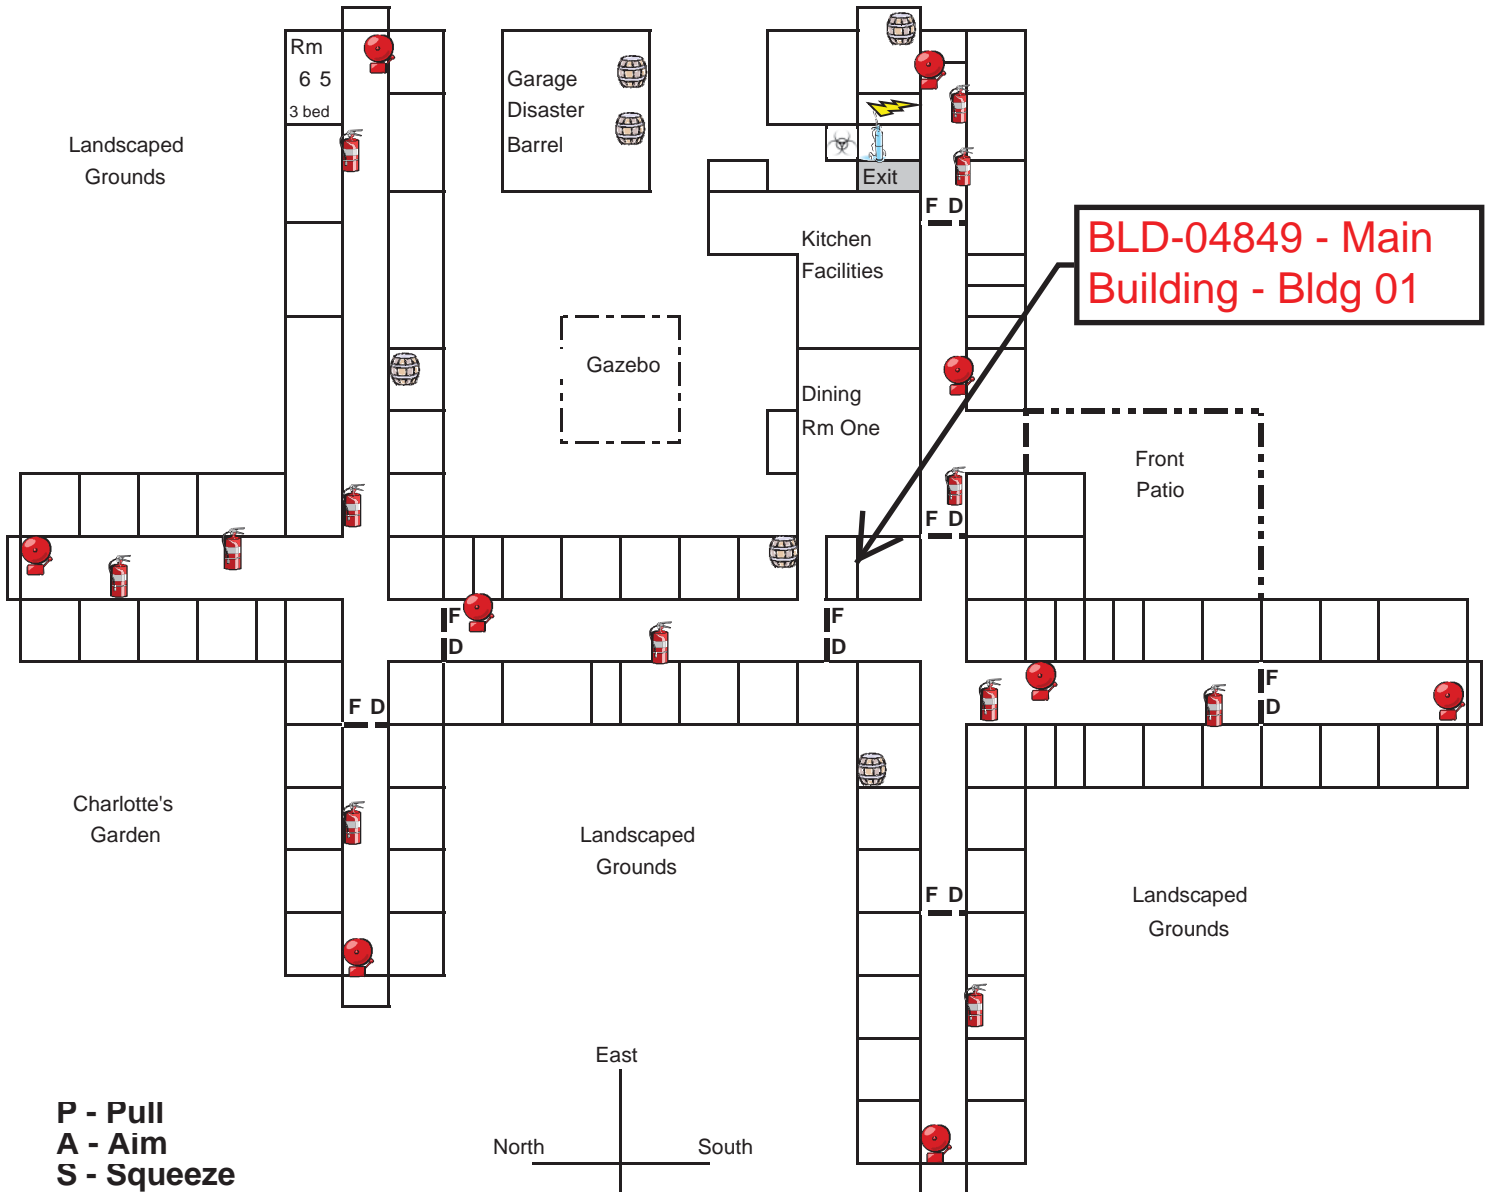 Rm
6 5
3 bed
Garage
Disaster
Barrel
Landscaped
Grounds
Exit
F D
Kitchen
Facilities
BLD-04849 - Main
Building - Bldg 01
Gazebo
Dining
Rm One
Front
Patio
F D
F
D
F
D
F
D
F D
Charlotte's
Garden
Landscaped
Grounds
F D
Landscaped
Grounds
East
North
South
P - Pull
A - Aim
S - Squeeze